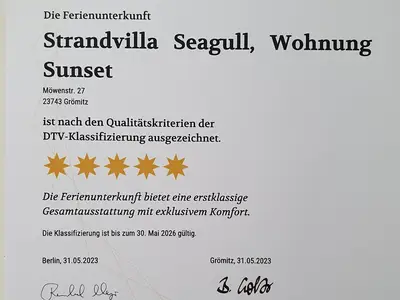 Die Ferienunterkunft
Strandvilla Seagull, Wohnung
Sunset
Möwenstr. 27
23743 Grömitz
ist nach den Qualitätskriterien der
DTV-Klassifizierung ausgezeichnet.
Die Ferienunterkunft bietet eine erstklassige
Gesamtausstattung mit exklusivem Komfort.
Die Klassifizierung ist bis zum 30. Mai 2026 gültig.
Berlin, 31.05.2023 Grömitz, 31.05.2023